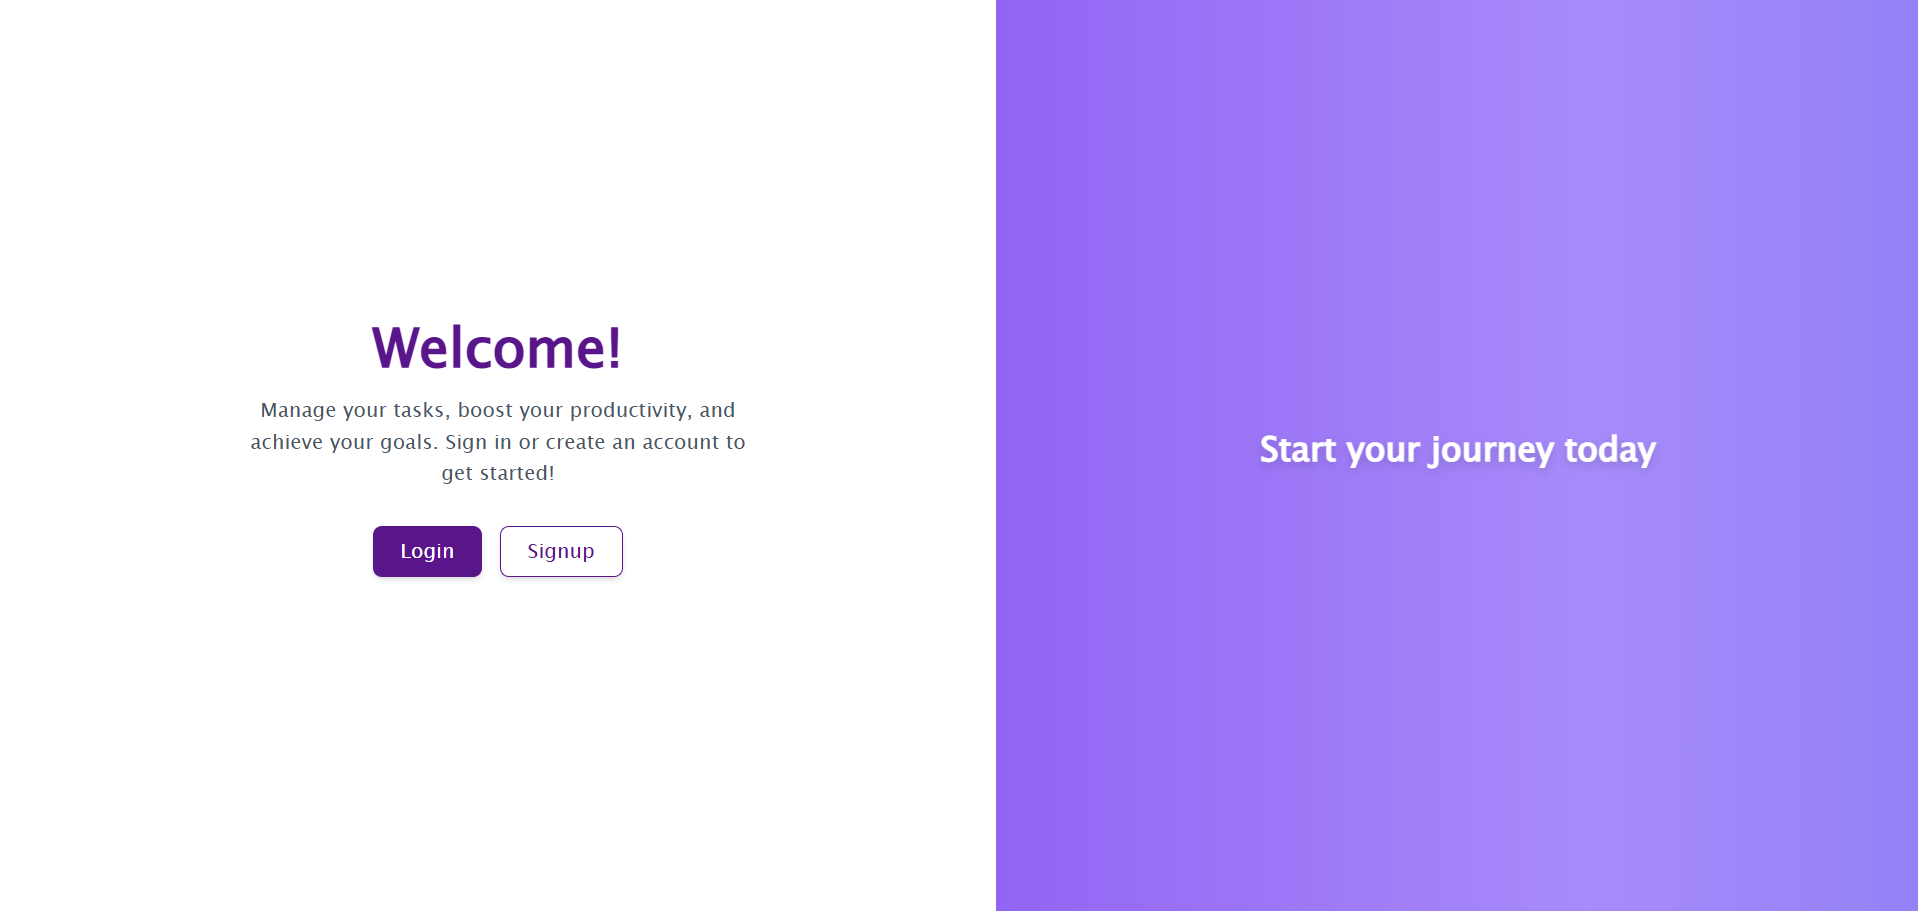 Welcome!
Manage your tasks, boost your productivity, and
achieve your goals. Sign in or create an account to
get started!
Login
Signup
Start your journey today